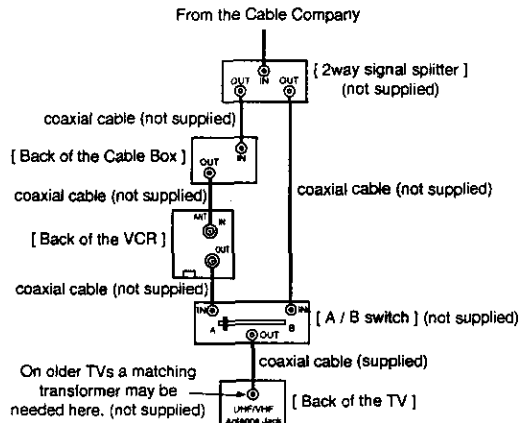 From the Cable Company
[ 2way signal splitter ]
(not supplied)
OUT IN OUT
coaxial cable (not supplied)
[ Back of the Cable Box ]
OUT
IN
coaxial cable (not supplied)
coaxial cable (not supplied)
ANT
IN
[ Back of the VCR ]
OUT
coaxial cable (not supplied)
IN
A
B
IN
[ A / B switch ] (not supplied)
OUT
coaxial cable (supplied)
On older TVs a matching
transformer may be
needed here. (not supplied)
[ Back of the TV ]
UHF/VHF
Antenna Jack